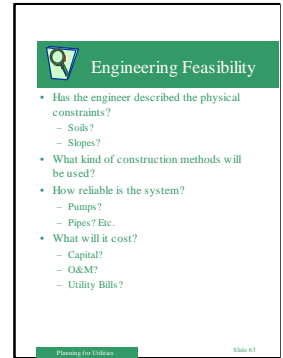 Engineering Feasibility
• Has the engineer described the physical
constraints?
– Soils?
– Slopes?
• What kind of construction methods will
be used?
• How reliable is the system?
– Pumps?
– Pipes? Etc.
• What will it cost?
– Capital?
– O&M?
– Utility Bills?
Planning for Utilities
Slide 63